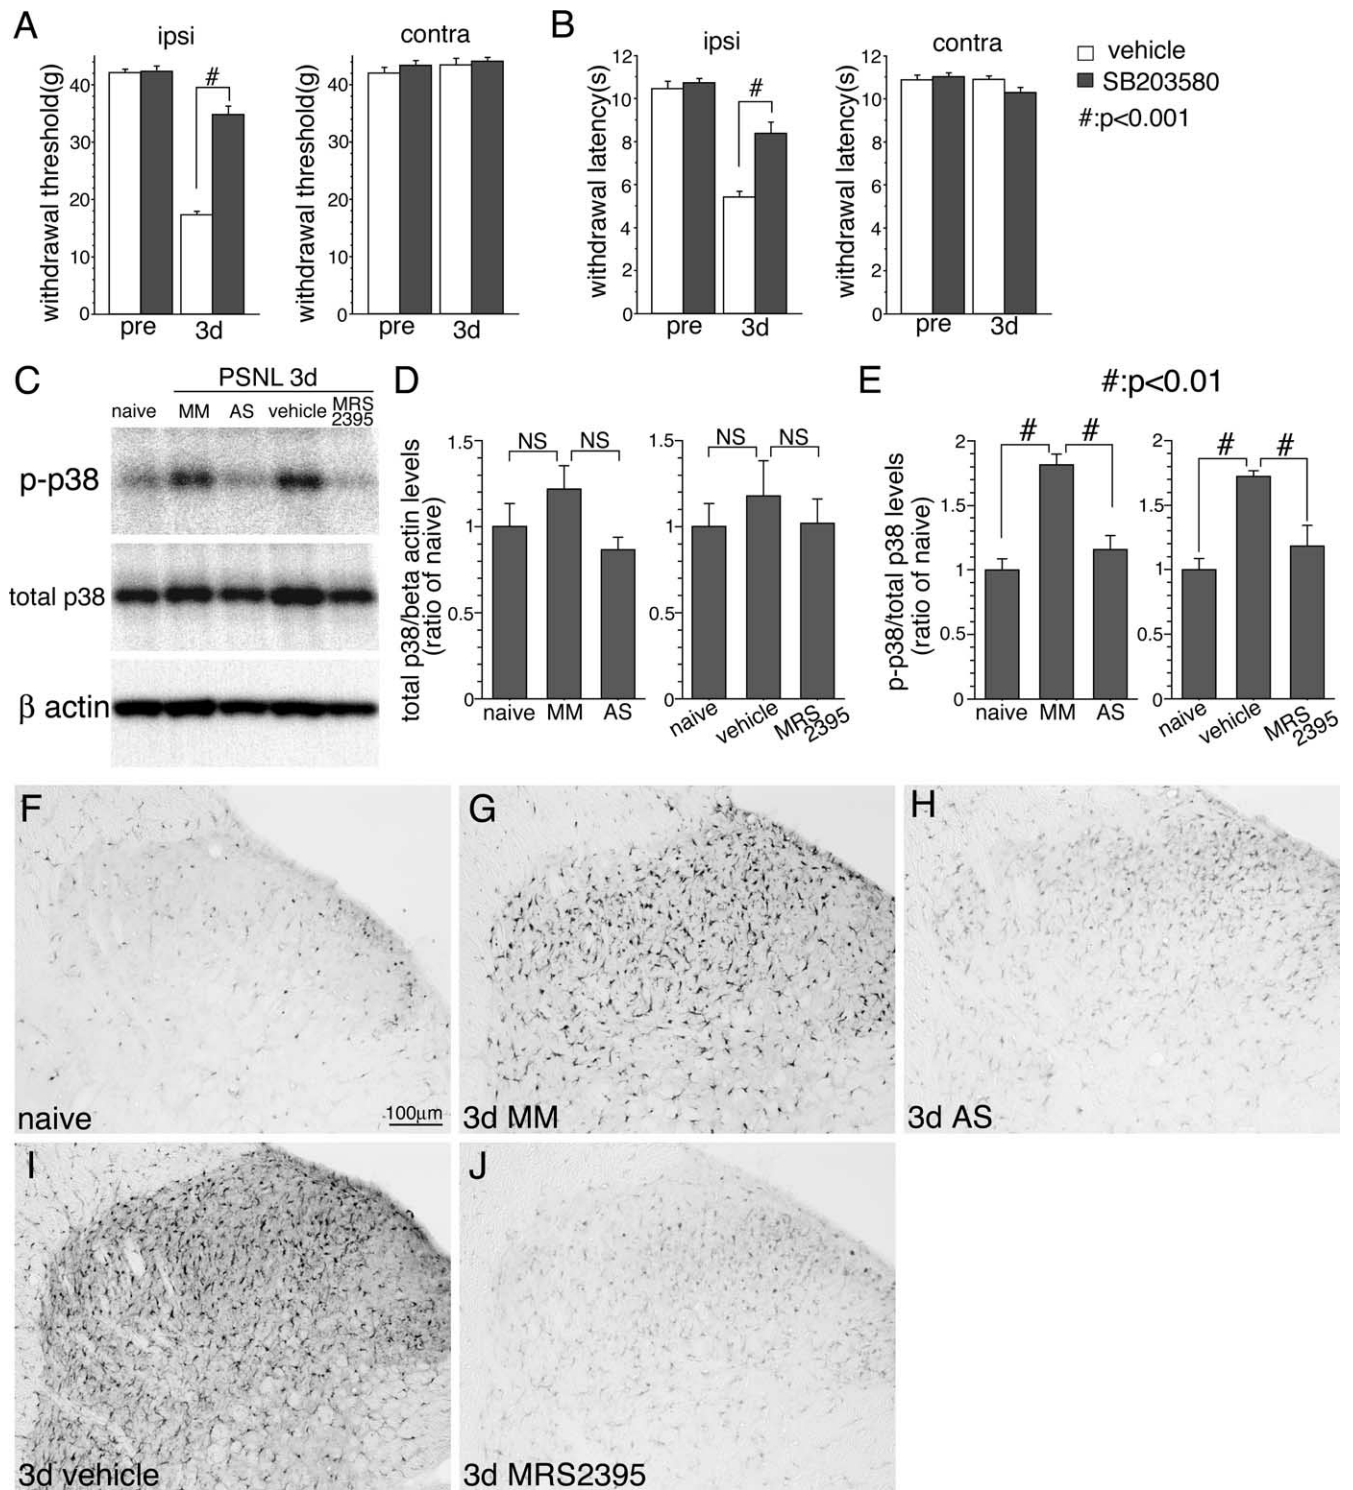 A
ipsi
withdrawal threshold(g)
40
30
20
10
0
#
pre
3d
contra
withdrawal threshold(g)
40
30
20
10
0
pre
3d
B
ipsi
withdrawal latency(s)
12
10
8
6
4
2
0
#
pre
3d
contra
withdrawal latency(s)
12
10
8
6
4
2
0
pre
3d
vehicle
SB203580
#:p<0.001
C
PSNL 3d
naive MM AS vehicle MRS
2395
p-p38
total p38
β actin
D
total p38/beta actin levels
(ratio of naive)
1.5
1
0.5
0
NS NS
naive MM AS
1.5
1
0.5
0
NS NS
naive vehicle MRS
2395
E
#:p<0.01
p-p38/total p38 levels
(ratio of naive)
2
1.5
1
0.5
0
# #
naive MM AS
2
1.5
1
0.5
0
# #
naive vehicle MRS
2395
F
naive
100µm
G
3d MM
H
3d AS
I
3d vehicle
J
3d MRS2395